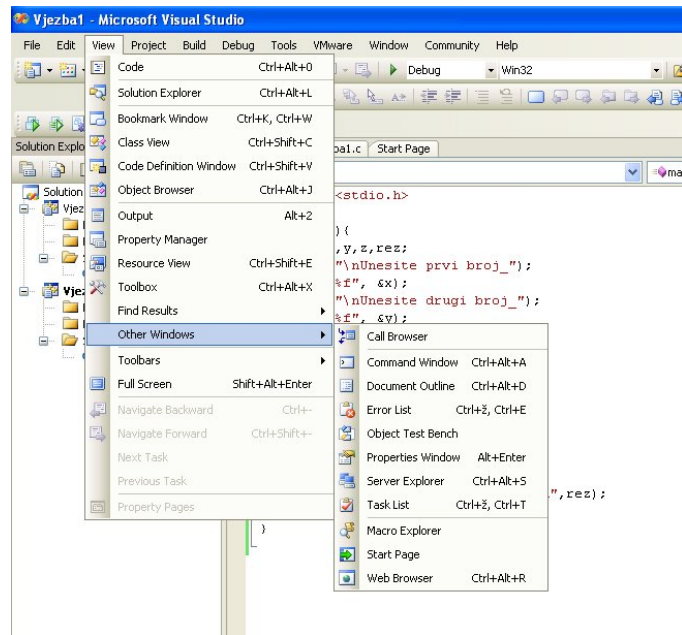 Vjezba1 - Microsoft Visual Studio
File Edit View Project Build Debug Tools VMware Window Community Help
Debug Win32
Solution Explo
ba1.c Start Page
Solution
Code Ctrl+Alt+0
Solution Explorer Ctrl+Alt+L
Bookmark Window Ctrl+K, Ctrl+W
Class View Ctrl+Shift+C
Code Definition Window Ctrl+Shift+V
Object Browser Ctrl+Alt+J
Output Alt+2
Property Manager
Resource View Ctrl+Shift+E
Toolbox Ctrl+Alt+X
Find Results
Other Windows
Toolbars
Full Screen Shift+Alt+Enter
Navigate Backward Ctrl+-
Navigate Forward Ctrl+Shift+-
Next Task
Previous Task
Property Pages
<stdio.h>
){
,y,z,rez;
"\nUnesite prvi broj_");
%f", &x);
"\nUnesite drugi broj_");
%f", &y);
",rez);
}
Call Browser
Command Window Ctrl+Alt+A
Document Outline Ctrl+Alt+D
Error List Ctrl+ž, Ctrl+E
Object Test Bench
Properties Window Alt+Enter
Server Explorer Ctrl+Alt+S
Task List Ctrl+ž, Ctrl+T
Macro Explorer
Start Page
Web Browser Ctrl+Alt+R